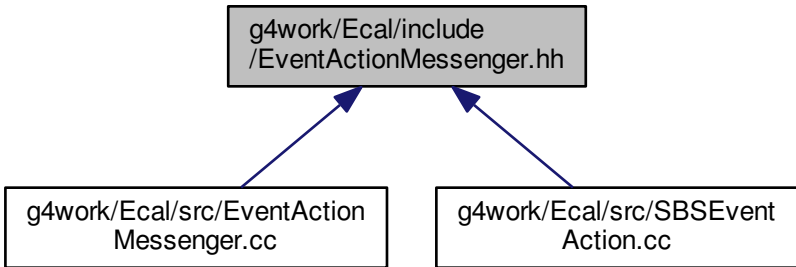 g4work/Ecal/include
/EventActionMessenger.hh
g4work/Ecal/src/EventAction
Messenger.cc
g4work/Ecal/src/SBSEvent
Action.cc